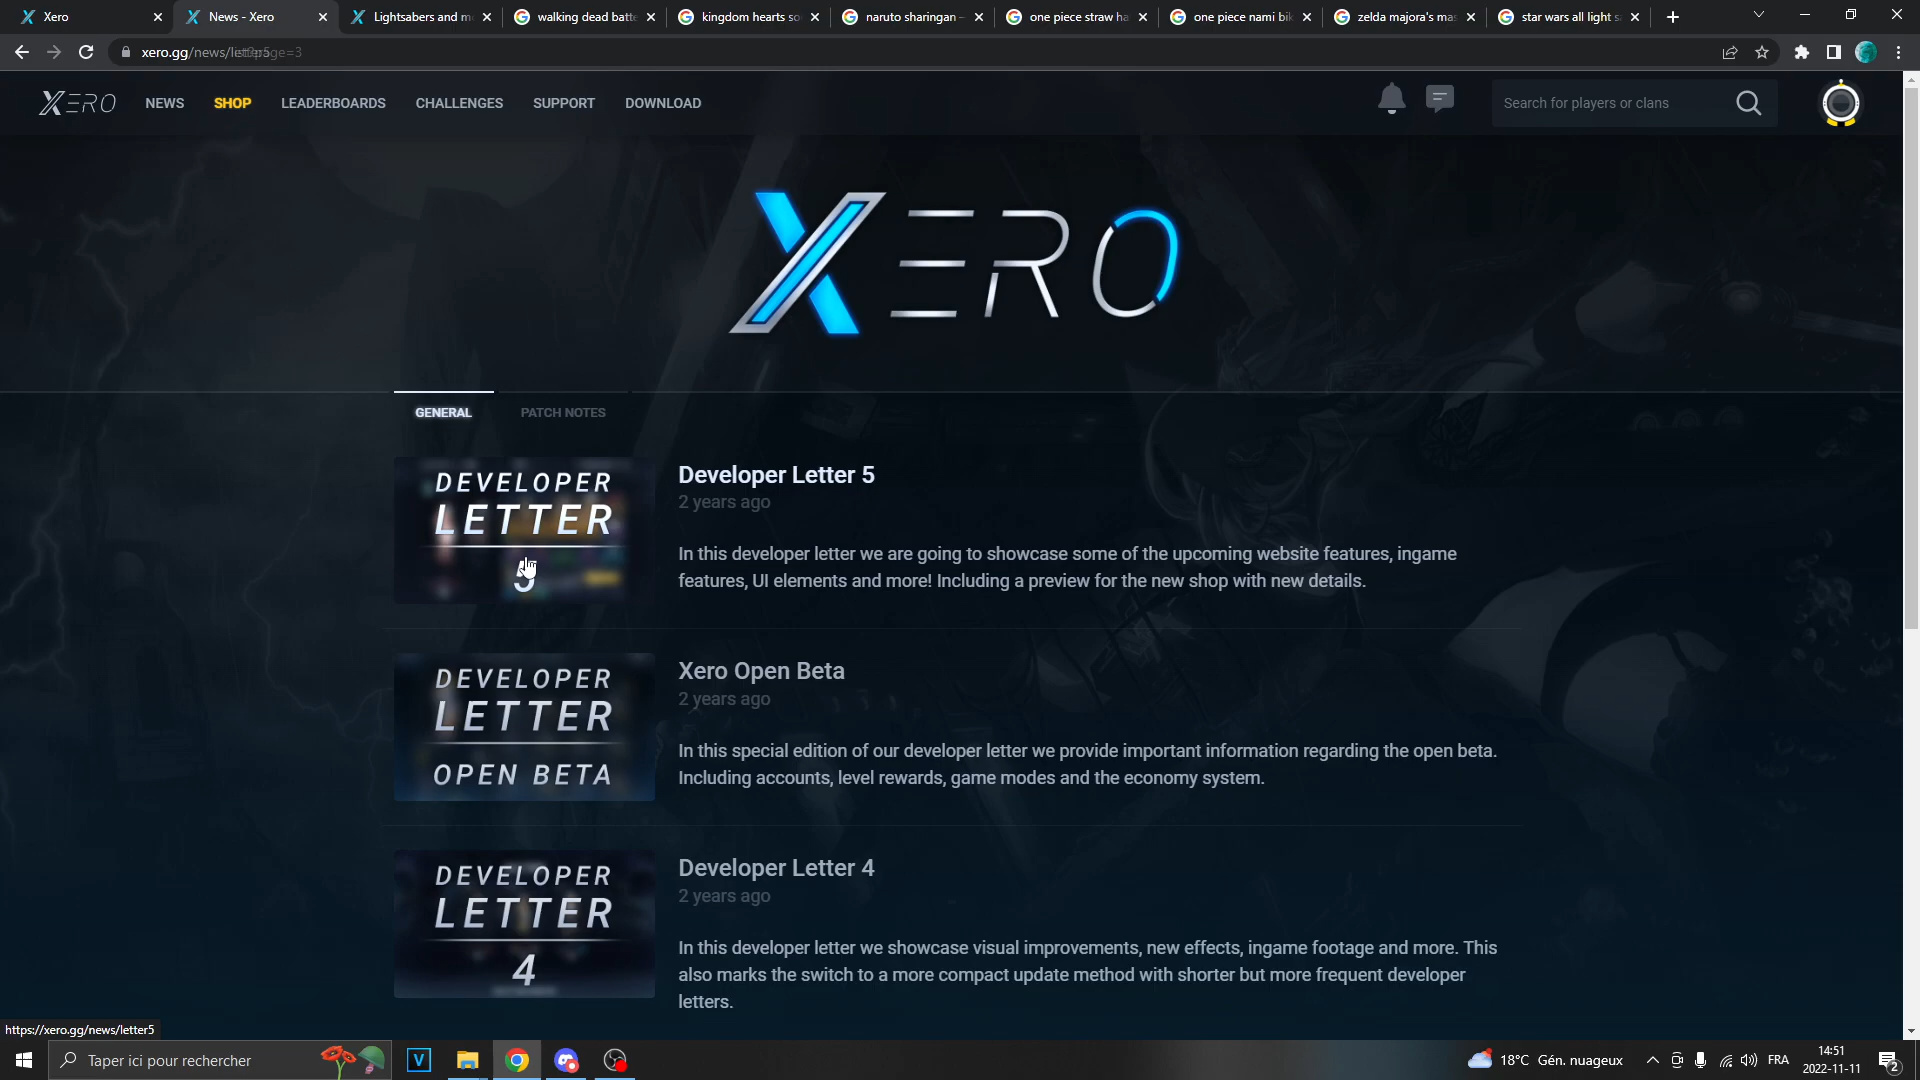 Xero
News - Xero
Lightsabers and m
walking dead batt
kingdom hearts so
naruto sharingan -
one piece straw ha
one piece nami bik
zelda majora's mas
star wars all light s
xero.gg/news/
XERO
NEWS
SHOP
LEADERBOARDS
CHALLENGES
SUPPORT
DOWNLOAD
Search for players or clans
XERO
GENERAL
PATCH NOTES
DEVELOPER
LETTER
5
Developer Letter 5
2 years ago
In this developer letter we are going to showcase some of the upcoming website features, ingame
features, UI elements and more! Including a preview for the new shop with new details.
DEVELOPER
LETTER
OPEN BETA
Xero Open Beta
2 years ago
In this special edition of our developer letter we provide important information regarding the open beta.
Including accounts, level rewards, game modes and the economy system.
DEVELOPER
LETTER
4
Developer Letter 4
2 years ago
In this developer letter we showcase visual improvements, new effects, ingame footage and more. This
also marks the switch to a more compact update method with shorter but more frequent developer
letters.
https://xero.gg/news/letter5
Taper ici pour rechercher
V
18°C Gén. nuageux
FRA
14:51
2022-11-11
2